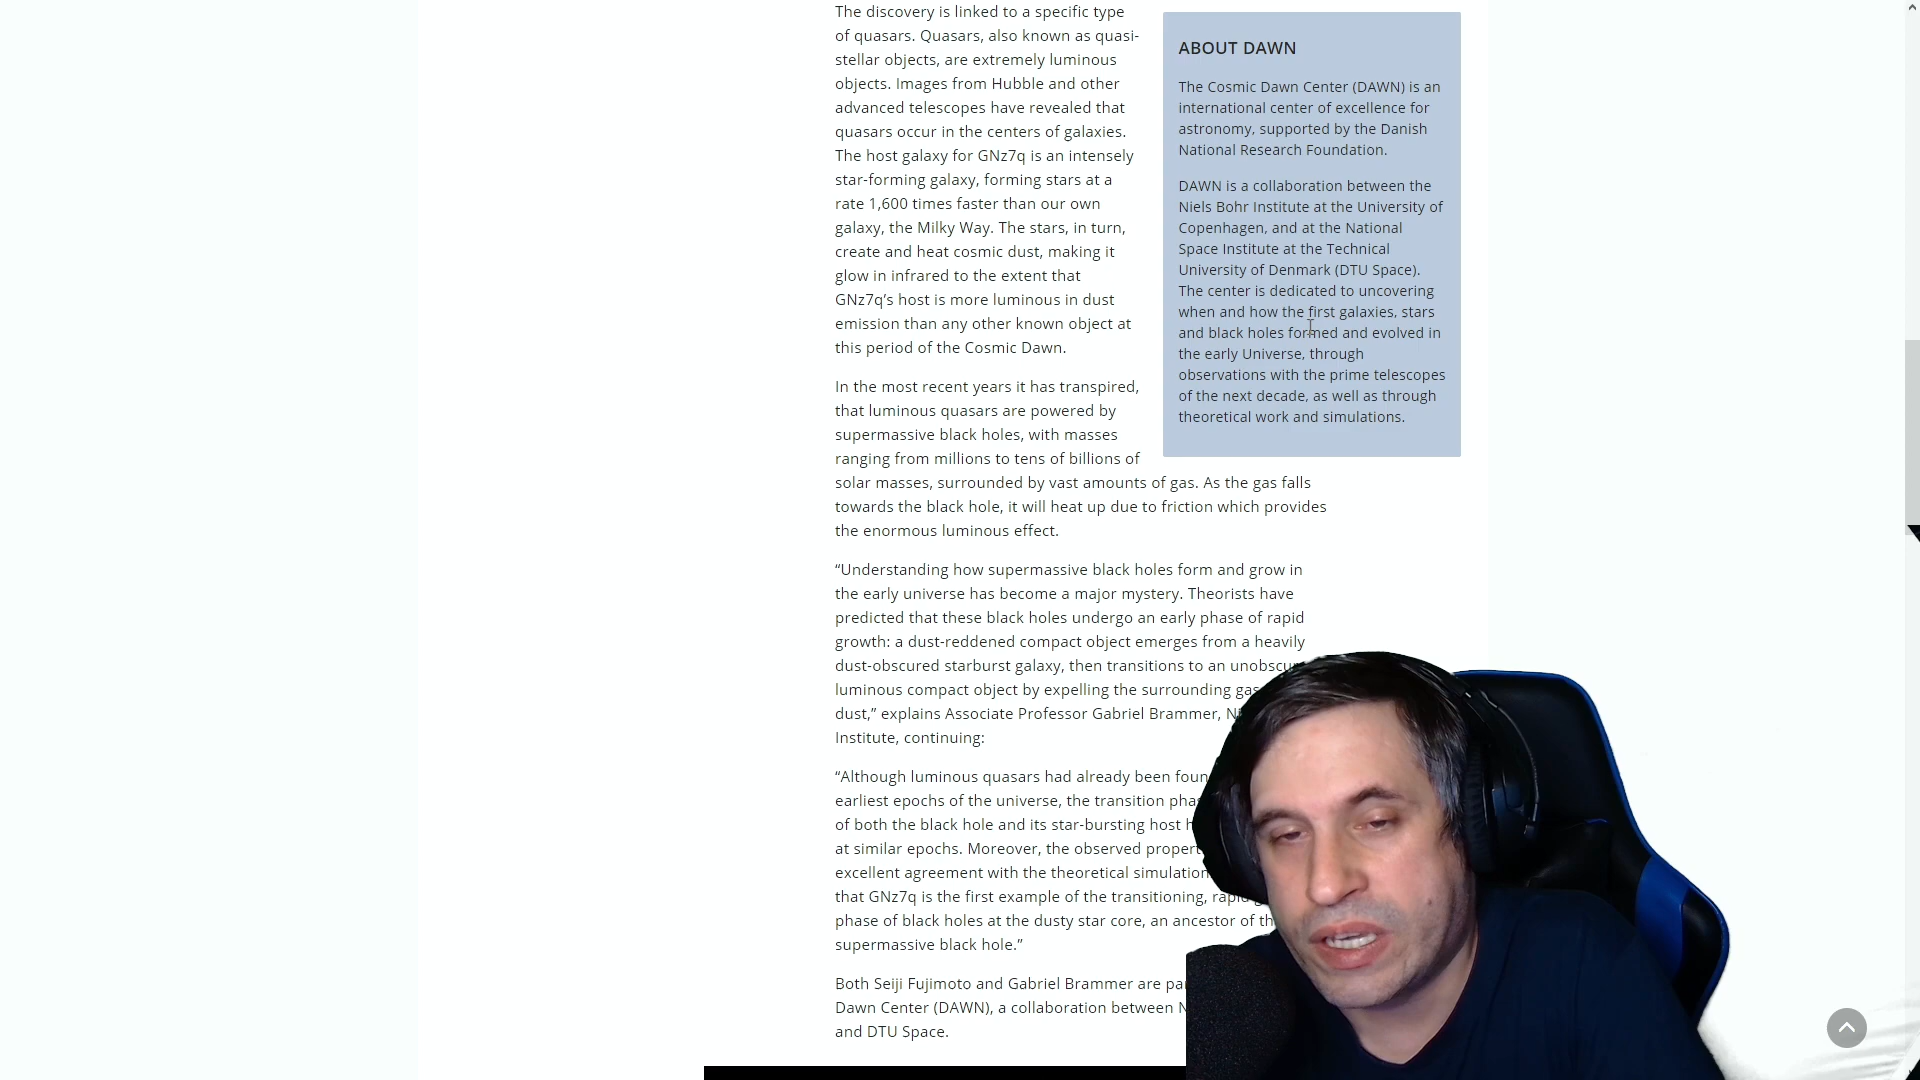 The discovery is linked to a specific type
of quasars. Quasars, also known as quasi-
stellar objects, are extremely luminous
objects. Images from Hubble and other
advanced telescopes have revealed that
quasars occur in the centers of galaxies.
The host galaxy for GNz7q is an intensely
star-forming galaxy, forming stars at a
rate 1,600 times faster than our own
galaxy, the Milky Way. The stars, in turn,
create and heat cosmic dust, making it
glow in infrared to the extent that
GNz7q’s host is more luminous in dust
emission than any other known object at
this period of the Cosmic Dawn.
In the most recent years it has transpired,
that luminous quasars are powered by
supermassive black holes, with masses
ranging from millions to tens of billions of
solar masses, surrounded by vast amounts of gas. As the gas falls
towards the black hole, it will heat up due to friction which provides
the enormous luminous effect.
“Understanding how supermassive black holes form and grow in
the early universe has become a major mystery. Theorists have
predicted that these black holes undergo an early phase of rapid
growth: a dust-reddened compact object emerges from a heavily
dust-obscured starburst galaxy, then transitions to an
luminous compact object by expelling the surrounding gas
dust,” explains Associate Professor Gabriel Brammer,
Institute, continuing:
“Although luminous quasars had already been
earliest epochs of the universe, the transition
of both the black hole and its star-bursting host
at similar epochs. Moreover, the observed
excellent agreement with the theoretical
that GNz7q is the first example of the transitioning,
phase of black holes at the dusty star core, an ancestor of
supermassive black hole.”
Both Seiji Fujimoto and Gabriel Brammer are
Dawn Center (DAWN), a collaboration between
and DTU Space.
ABOUT DAWN
The Cosmic Dawn Center (DAWN) is an
international center of excellence for
astronomy, supported by the Danish
National Research Foundation.
DAWN is a collaboration between the
Niels Bohr Institute at the University of
Copenhagen, and at the National
Space Institute at the Technical
University of Denmark (DTU Space).
The center is dedicated to uncovering
when and how the first galaxies, stars
and black holes formed and evolved in
the early Universe, through
observations with the prime telescopes
of the next decade, as well as through
theoretical work and simulations.